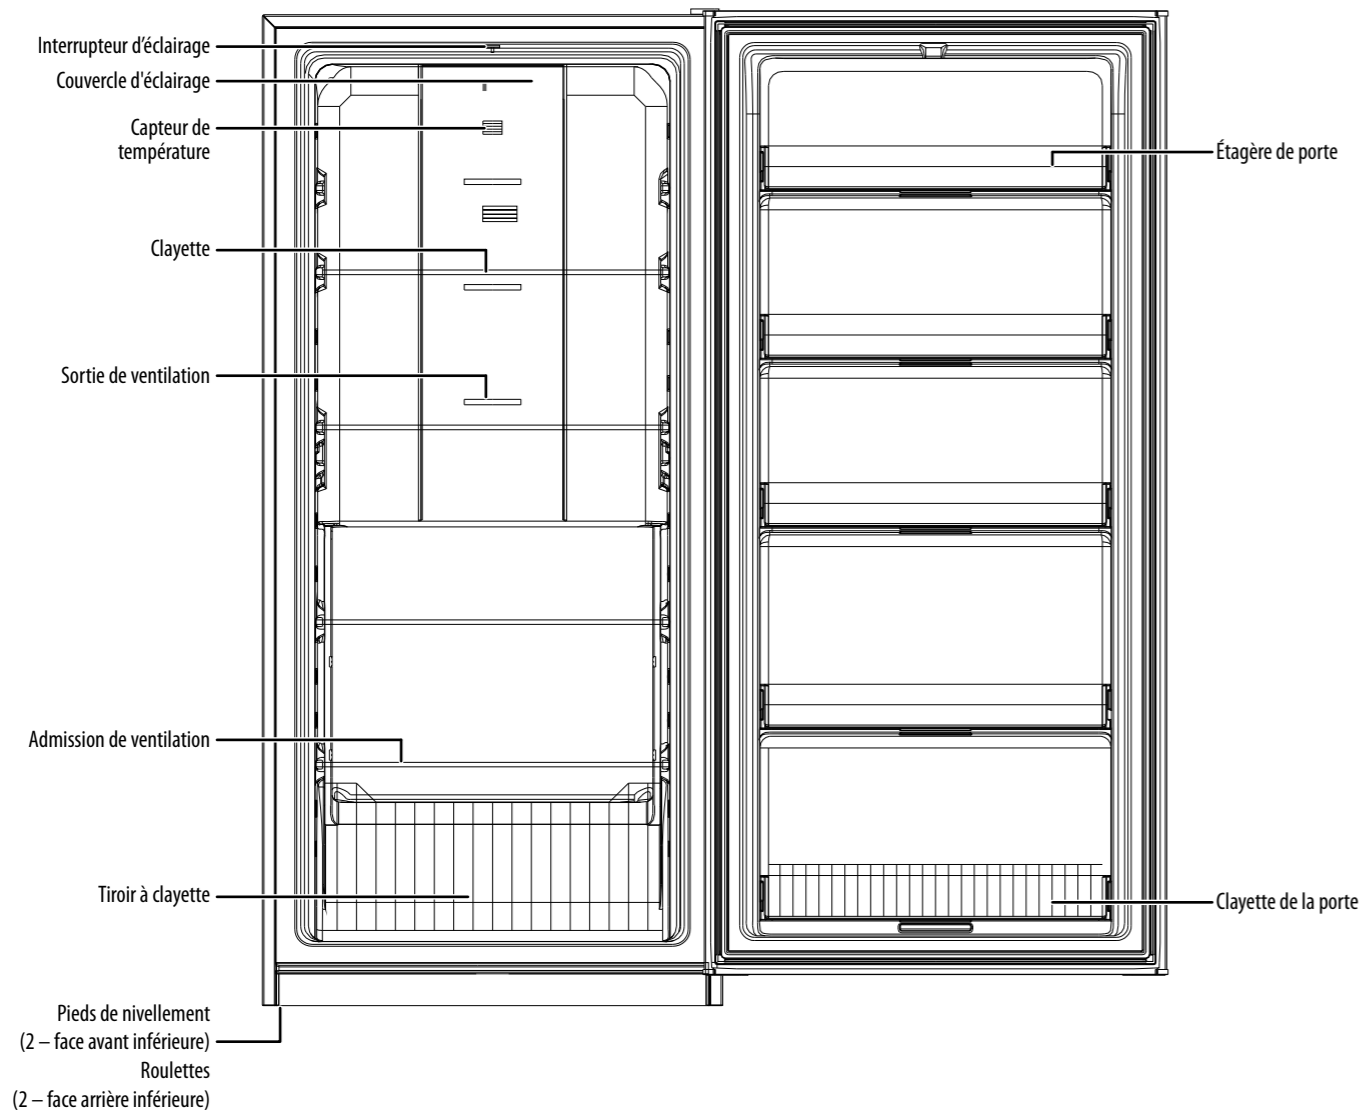 Interrupteur d’éclairage
Couvercle d'éclairage
Capteur de
température
Clayette
Sortie de ventilation
Admission de ventilation
Tiroir à clayette
Pieds de nivellement
(2 – face avant inférieure)
Roulettes
(2 – face arrière inférieure)
Étagère de porte
Clayette de la porte